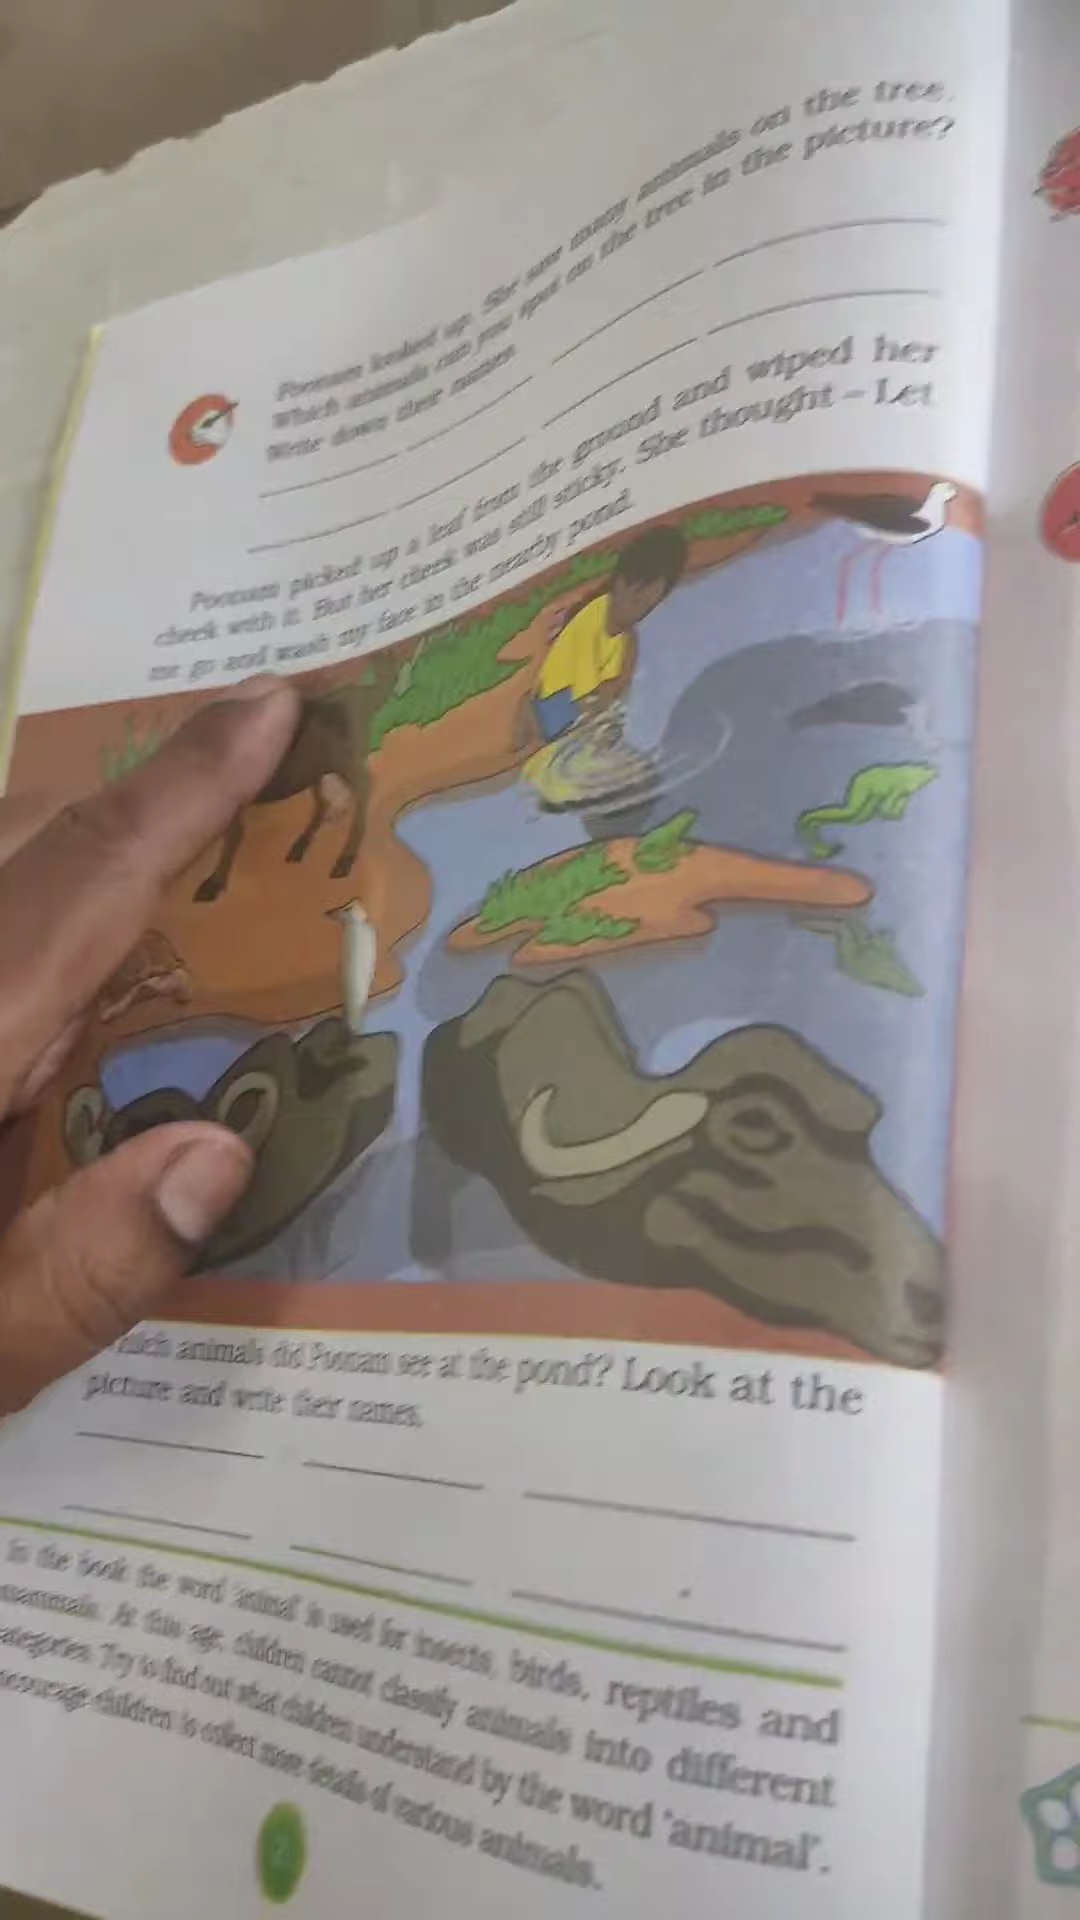 Poonam looked up. She saw many animals on the tree.
Which animals can you spot on the tree in the picture?
Write down their names.
Poonam picked up a leaf from the ground and wiped her
cheek with it. But her cheek was still sticky. She thought – Let
me go and wash my face in the nearby pond.
animals did Poonam see at the pond? Look at the
picture and write their names.
In the book the word 'animal' is used for insects, birds, reptiles and
mammals. At this age, children cannot classify animals into different
categories. Try to find out what children understand by the word 'animal'.
children to collect more details of various animals.
2